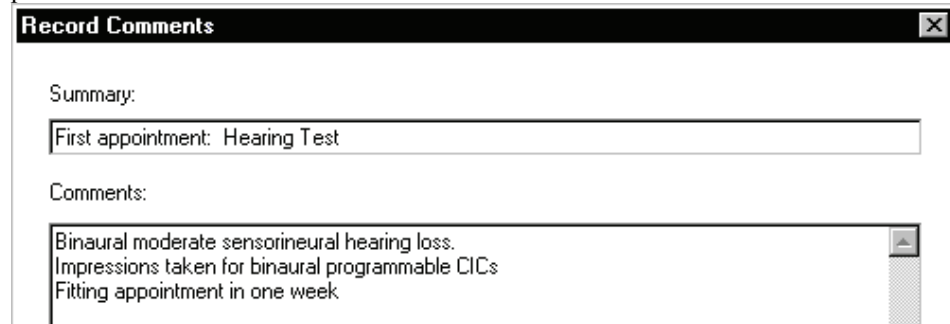 Record Comments
Summary:
First appointment:  Hearing Test
Comments:
Binaural moderate sensorineural hearing loss.
Impressions taken for binaural programmable CICs
Fitting appointment in one week